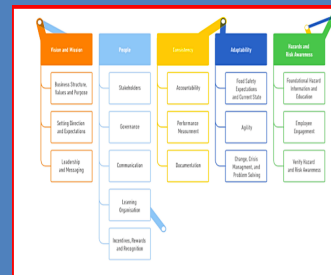 Vision and Mission
Business Structure,
Values and Purpose
Setting Direction
and Expectations
Leadership
and Messaging
People
Stakeholders
Governance
Communication
Learning
Organisation
Incentives, Rewards
and Recognition
Consistency
Accountability
Performance
Measurement
Documentation
Adaptability
Food Safety
Expectations
and Current State
Agility
Change, Crisis
Managment, and
Problem Solving
Hazards and
Risk Awareness
Foundational Hazard
Information and
Education
Employee
Engagement
Verify Hazard
and Risk Awareness